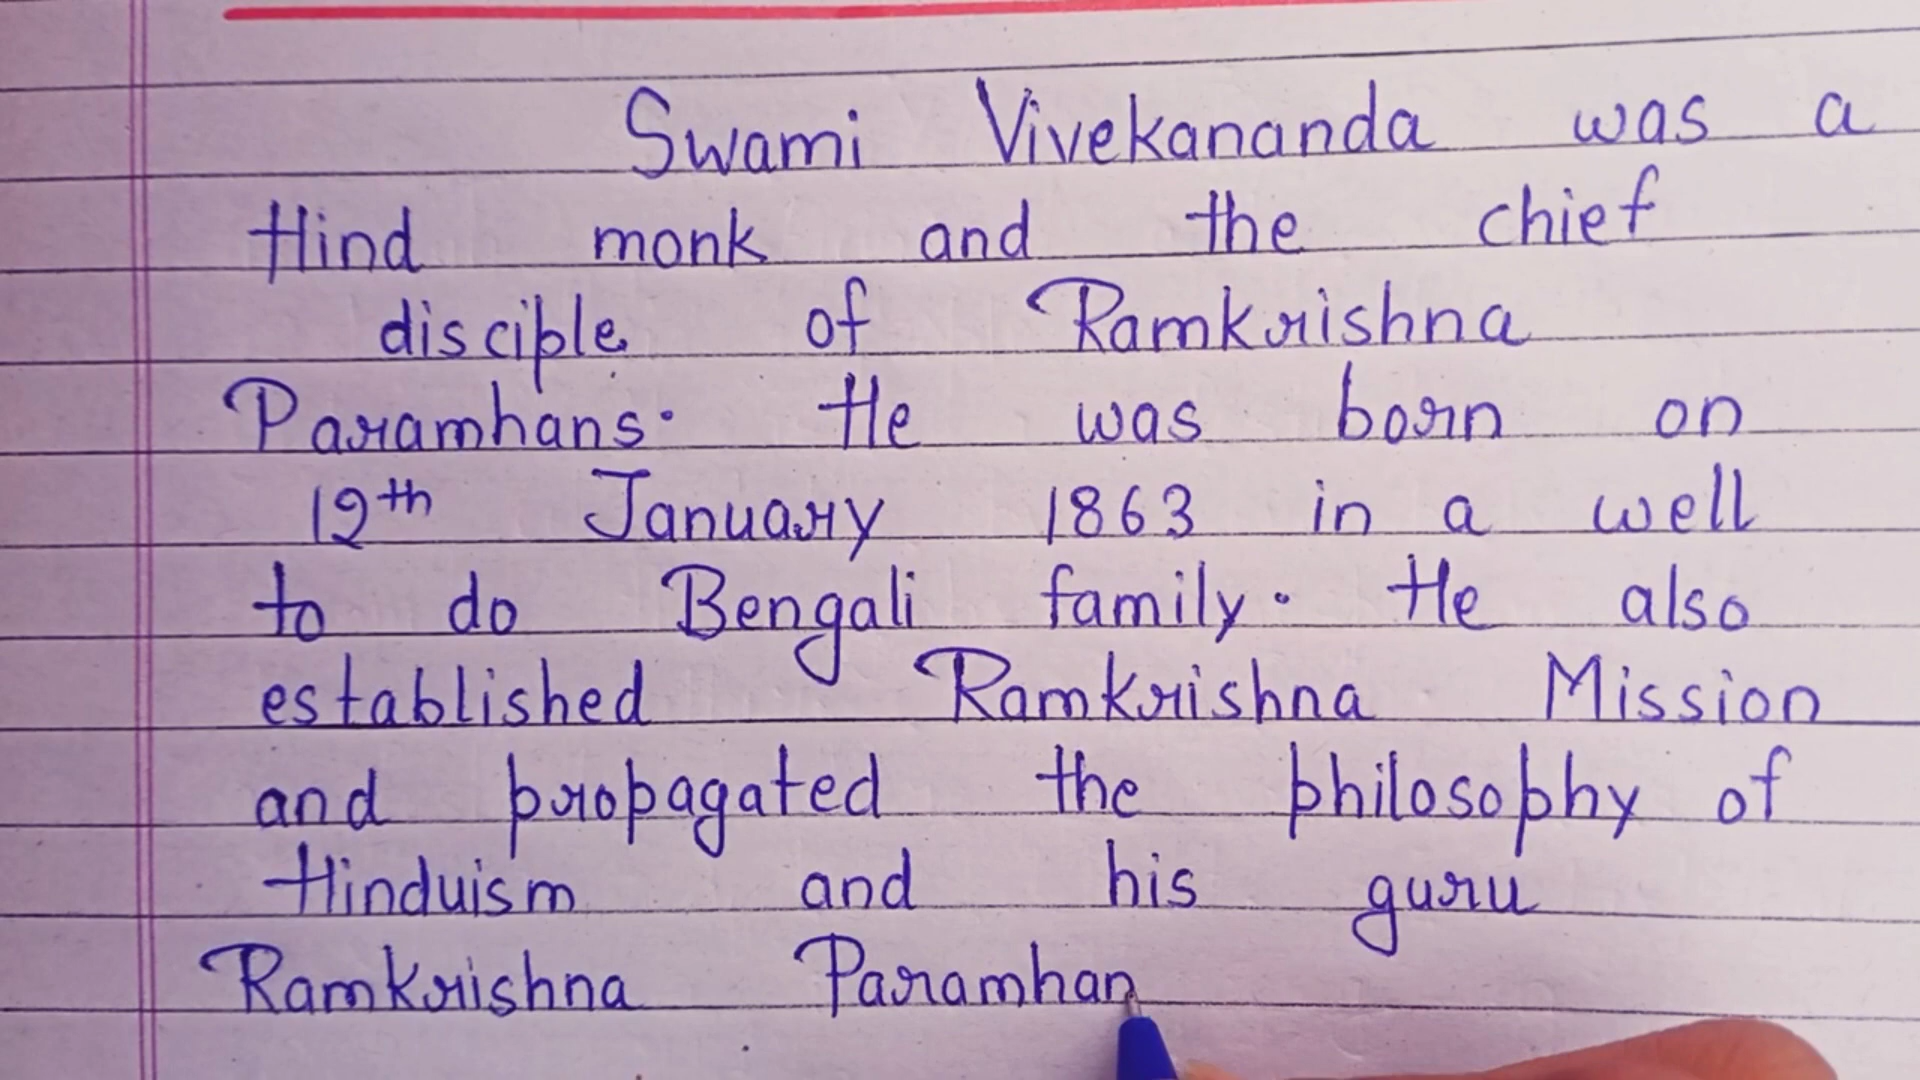 Swami Vivekananda was a
Hind monk and the chief
disciple of Ramkrishna
Paramhans. He was born on
12th January 1863 in a well
to do Bengali family. He also
established Ramkrishna Mission
and propagated the philosophy of
Hinduism and his guru
Ramkrishna Paramhan